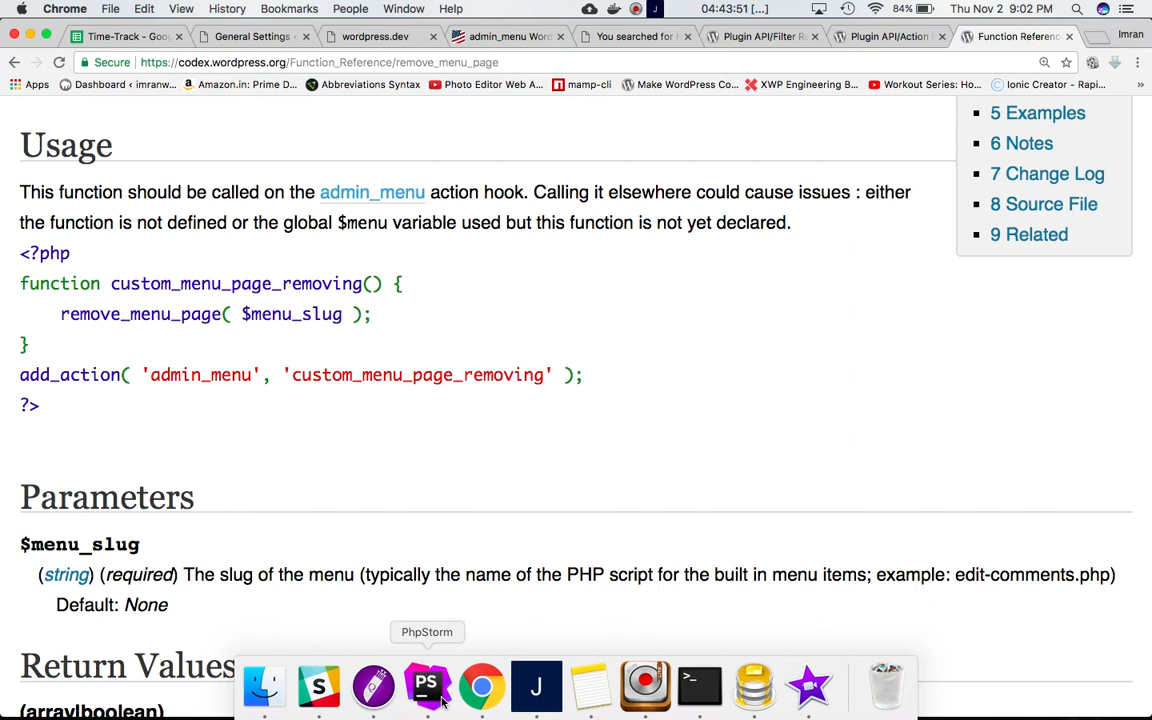 Chrome File Edit View History Bookmarks People Window Help 04:43:51 [...] 84% Thu Nov 2 9:02 PM
Time-Track - Goog General Settings ‹ wordpress.dev admin_menu Word You searched for h Plugin API/Filter Re Plugin API/Action Function Referenc Imran
Secure https://codex.wordpress.org/Function_Reference/remove_menu_page
Apps Dashboard ‹ imranw... Amazon.in: Prime D... Abbreviations Syntax Photo Editor Web A... mamp-cli Make WordPress Co... XWP Engineering B... Workout Series: Ho... Ionic Creator - Rapi... »
5 Examples
6 Notes
7 Change Log
8 Source File
9 Related
Usage
This function should be called on the admin_menu action hook. Calling it elsewhere could cause issues : either
the function is not defined or the global $menu variable used but this function is not yet declared.
<?php
function custom_menu_page_removing() {
remove_menu_page( $menu_slug );
}
add_action( 'admin_menu', 'custom_menu_page_removing' );
?>
Parameters
$menu_slug
(string) (required) The slug of the menu (typically the name of the PHP script for the built in menu items; example: edit-comments.php)
Default: None
PhpStorm
Return Values
(array|boolean)
S PS J >_